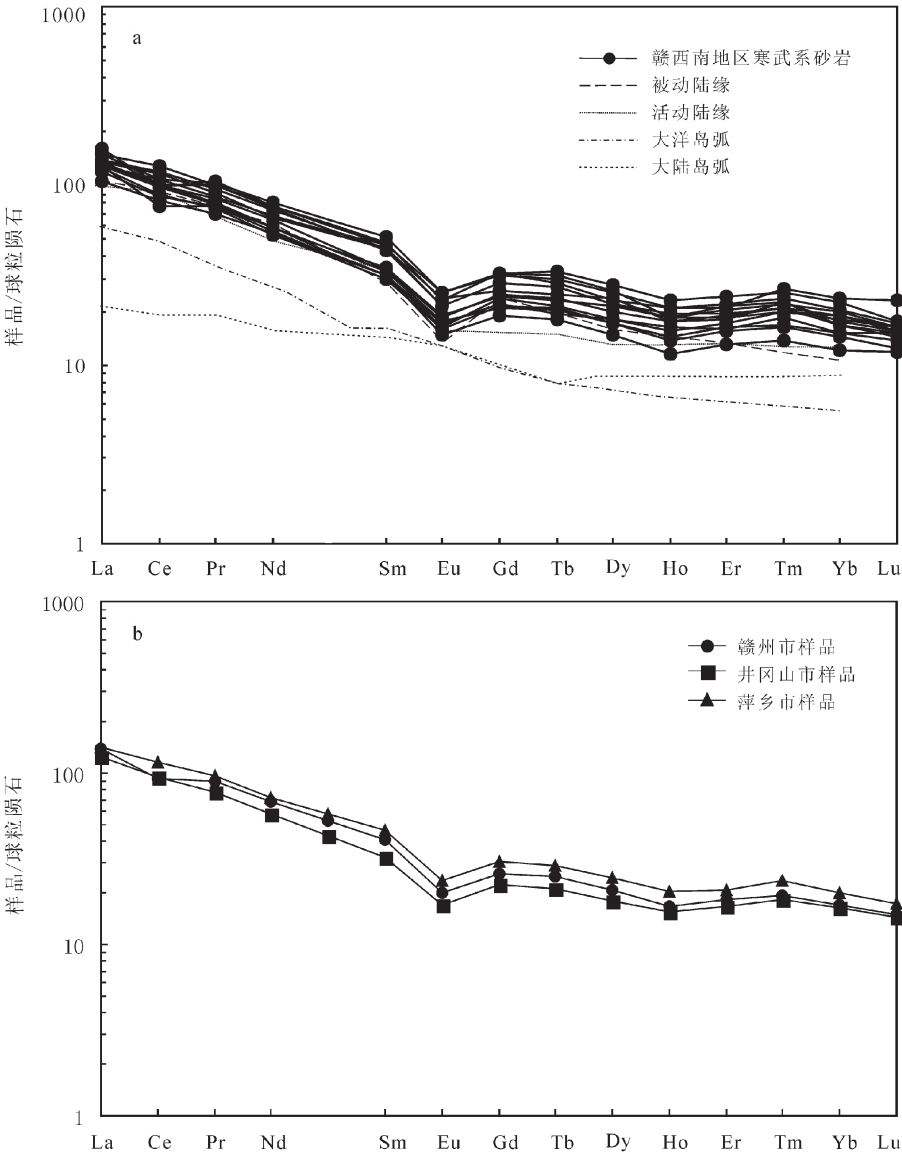 1000
a
赣西南地区寒武系砂岩
被动陆缘
活动陆缘
大洋岛弧
大陆岛弧
100
样品/球粒陨石
10
1
La Ce Pr Nd Sm Eu Gd Tb Dy Ho Er Tm Yb Lu
1000
b
赣州市样品
井冈山市样品
萍乡市样品
100
样品/球粒陨石
10
1
La Ce Pr Nd Sm Eu Gd Tb Dy Ho Er Tm Yb Lu